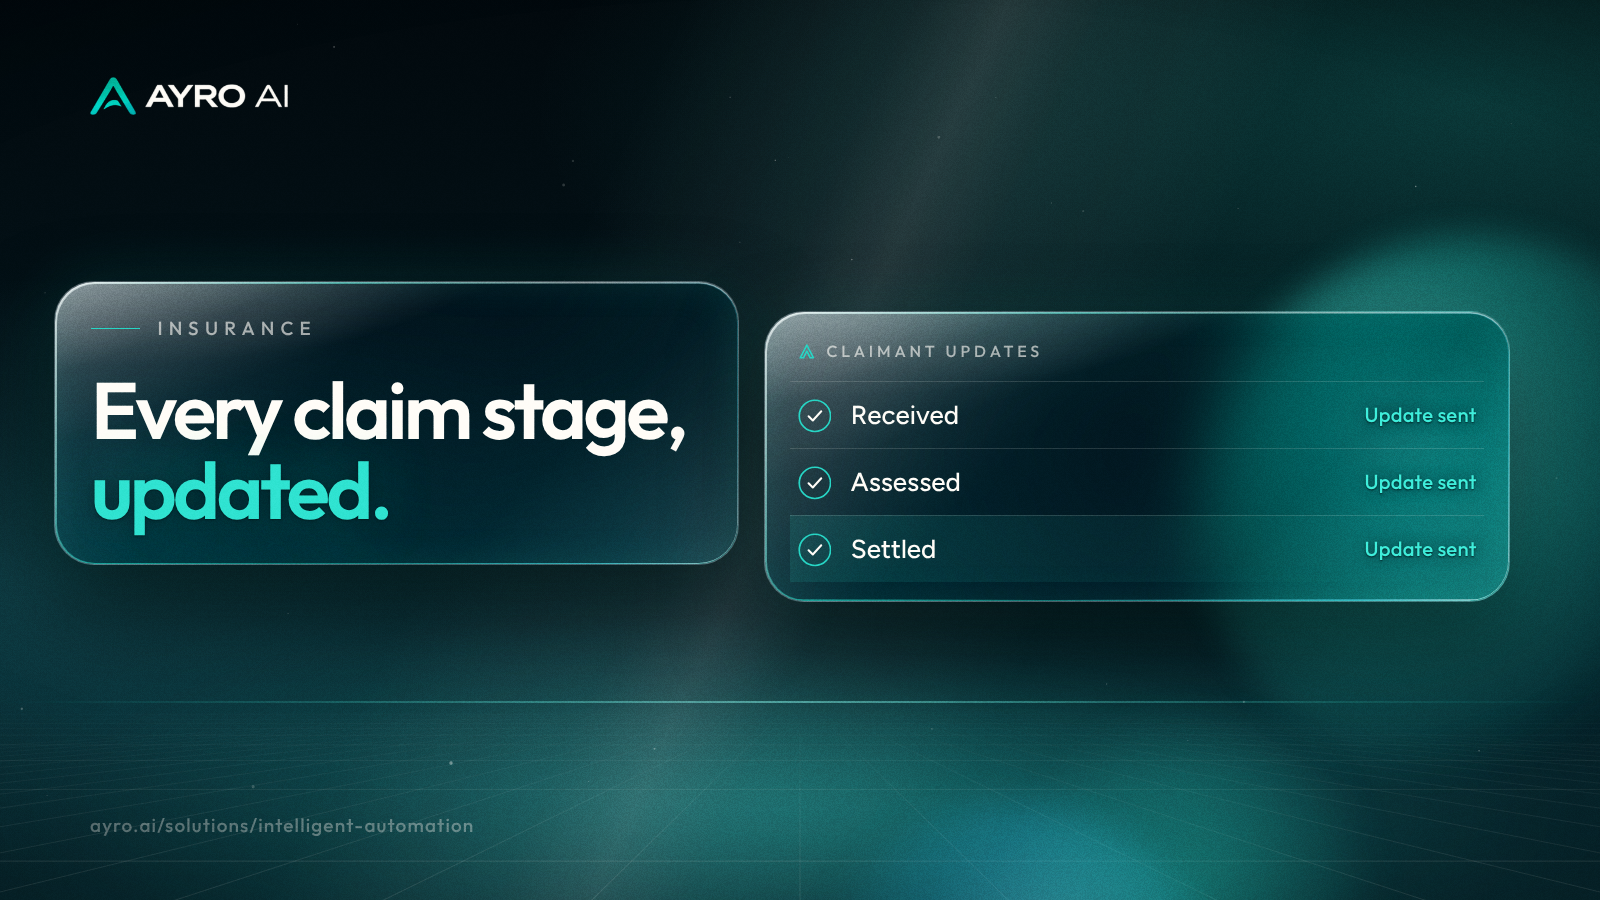 AYRO AI
INSURANCE
Every claim stage,
updated.
CLAIMANT UPDATES
Received Update sent
Assessed Update sent
Settled Update sent
ayro.ai/solutions/intelligent-automation